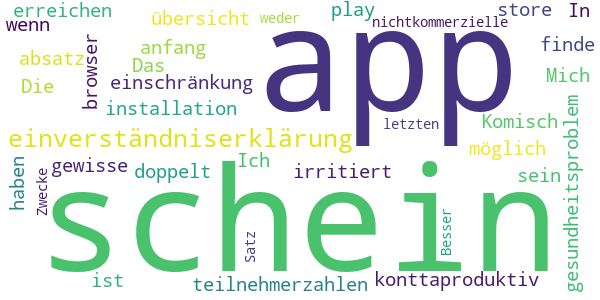 erreichen
übersicht
weder
play
store
In
wenn
nichtkommerzielle
app
anfang
browser
finde
absatz
Das
Die
einschränkung
Mich
installation
letzten
Komisch
einverständniserklärung
möglich
gesundheitsproblem
haben
gewisse
doppelt
Ich
irritiert
sein
Zwecke
schein
Satz
Besser
ist
teilnehmerzahlen
konttaproduktiv